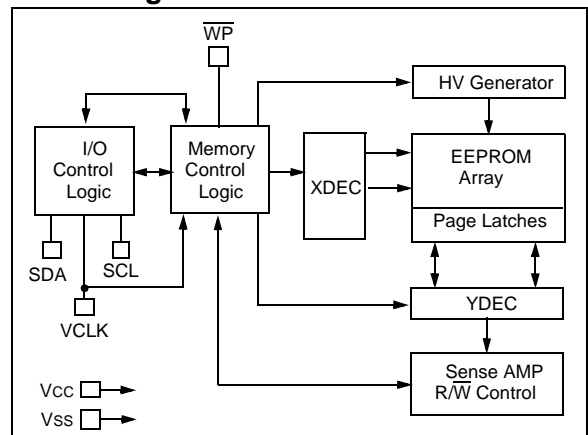 WP
HV Generator
I/O
Control
Logic
Memory
Control
Logic
XDEC
EEPROM
Array
Page Latches
SDA
SCL
VCLK
YDEC
Sense AMP
R/W Control
Vcc
Vss